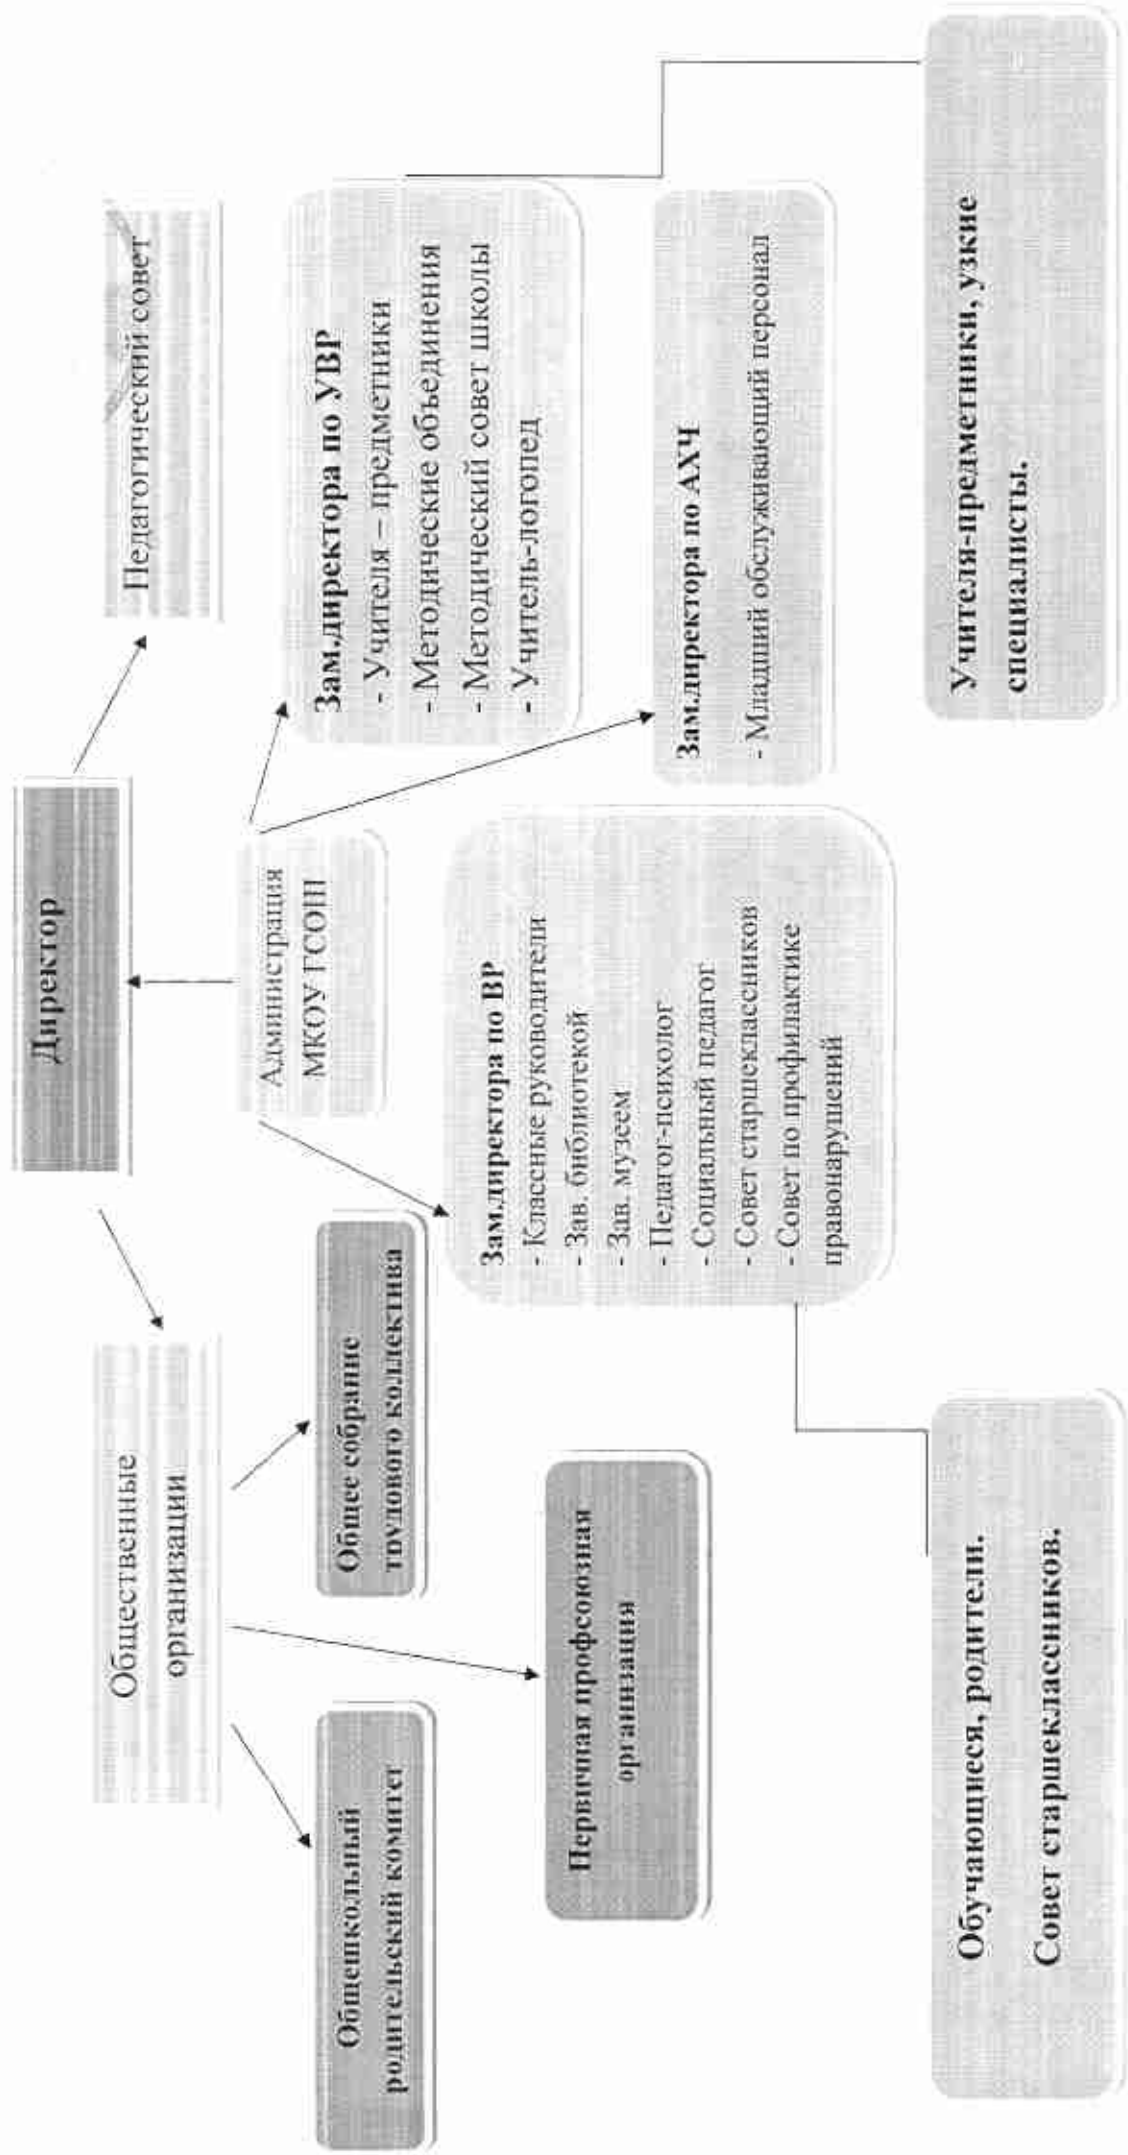 Директор
Педагогический совет
Общественные
организации
Администрация
МКОУ ГСОШ
Зам.директора по УВР
- Учителя – предметники
- Методические объединения
- Методический совет школы
- Учитель-логопед
Общее собрание
трудового коллектива
Общешкольный
родительский комитет
Зам.директора по ВР
- Классные руководители
- Зав. библиотекой
- Зав. музеем
- Педагог-психолог
- Социальный педагог
- Совет старшеклассников
- Совет по профилактике
правонарушений
Первичная профсоюзная
организация
Зам.директора по АХЧ
- Младший обслуживающий персонал
Обучающиеся, родители.
Совет старшеклассников.
Учителя-предметники, узкие
специалисты.